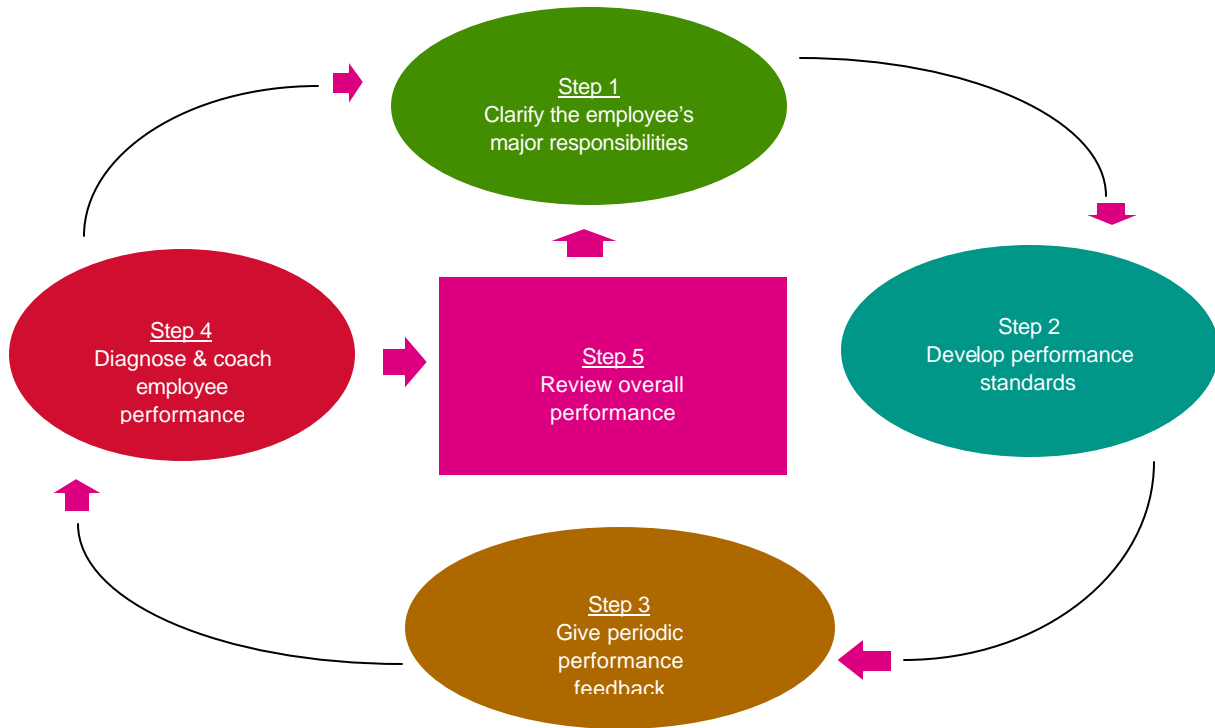 Step 1
Clarify the employee’s
major responsibilities
Step 2
Develop performance
standards
Step 3
Give periodic
performance
feedback
Step 4
Diagnose & coach
employee
performance
Step 5
Review overall
performance